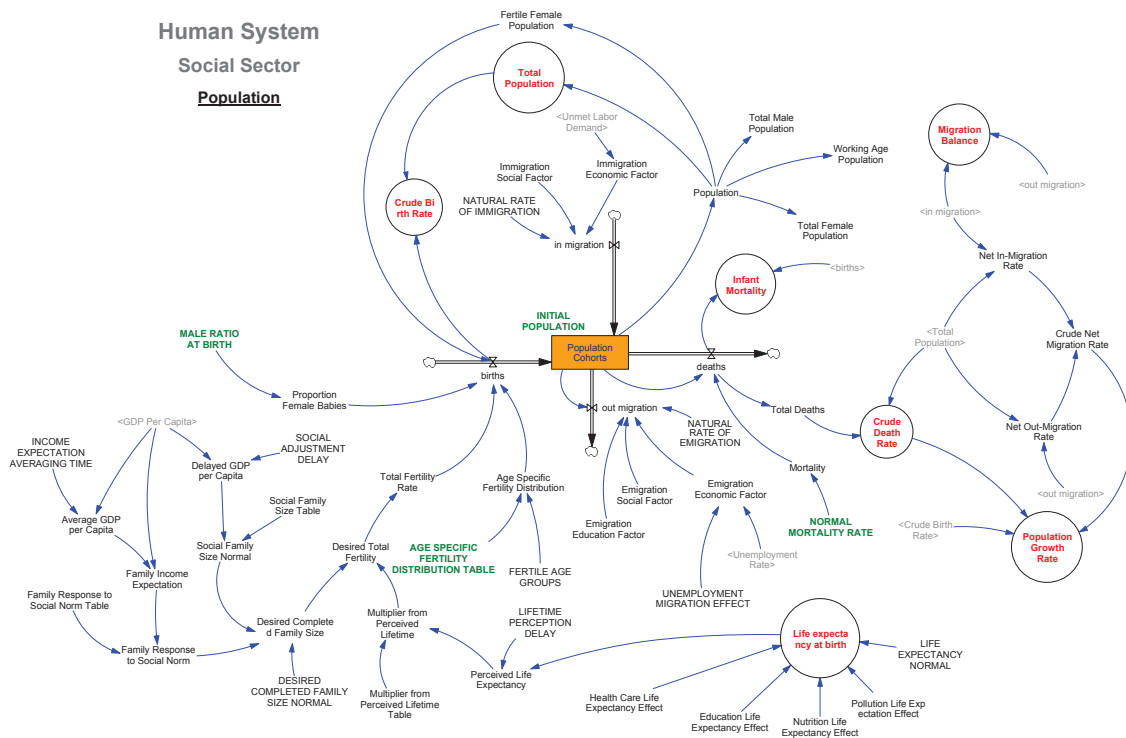 Human System
Social Sector
Population
Fertile Female
Population
Total
Population
<Unmet Labor
Demand>
Total Male
Population
Migration
Balance
Working Age
Population
Immigration
Social Factor
Immigration
Economic Factor
<out migration>
Population
Crude Bi
rth Rate
NATURAL RATE
OF IMMIGRATION
<in migration>
Total Female
Population
in migration
Net In-Migration
Rate
<births>
Infant
Mortality
INITIAL
POPULATION
MALE RATIO
AT BIRTH
<Total
Population>
Crude Net
Migration Rate
Population
Cohorts
births
deaths
Proportion
Female Babies
out migration
Total Deaths
<GDP Per Capita>
NATURAL
RATE OF
EMIGRATION
Crude
Death
Rate
Net Out-Migration
Rate
INCOME
EXPECTATION
AVERAGING TIME
SOCIAL
ADJUSTMENT
DELAY
Delayed GDP
per Capita
Total Fertility
Rate
Age Specific
Fertility Distribution
Emigration
Social Factor
Emigration
Economic Factor
Mortality
<out migration>
Social Family
Size Table
Average GDP
per Capita
Emigration
Education Factor
NORMAL
MORTALITY RATE
<Crude Birth
Rate>
Population
Growth
Rate
Social Family
Size Normal
Desired Total
Fertility
AGE SPECIFIC
FERTILITY
DISTRIBUTION TABLE
<Unemployment
Rate>
Family Income
Expectation
FERTILE AGE
GROUPS
Family Response to
Social Norm Table
UNEMPLOYMENT
MIGRATION EFFECT
Desired Complete
d Family Size
Multiplier from
Perceived
Lifetime
LIFETIME
PERCEPTION
DELAY
Life expecta
ncy at birth
LIFE
EXPECTANCY
NORMAL
Family Response
to Social Norm
Perceived Life
Expectancy
DESIRED
COMPLETED FAMILY
SIZE NORMAL
Multiplier from
Perceived Lifetime
Table
Health Care Life
Expectancy Effect
Education Life
Expectancy Effect
Nutrition Life
Expectancy Effect
Pollution Life Exp
ectation Effect